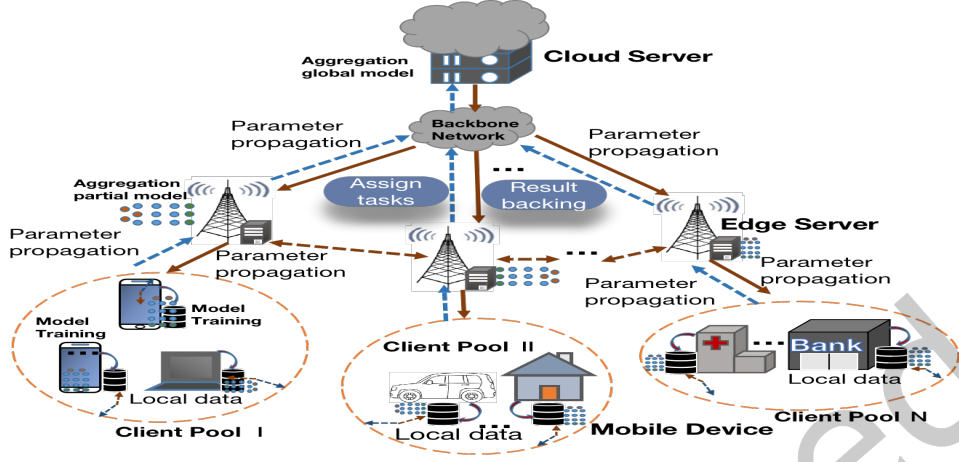 Cloud Server
Aggregation
global model
Backbone
Network
Parameter
propagation
Parameter
propagation
Aggregation
partial model
Assign
tasks
Result
backing
Edge Server
Parameter
propagation
Parameter
propagation
Parameter
propagation
Parameter
propagation
Model
Training
Model
Training
Local data
Client Pool I
Client Pool II
Local data
Mobile Device
Bank
Local data
Client Pool N